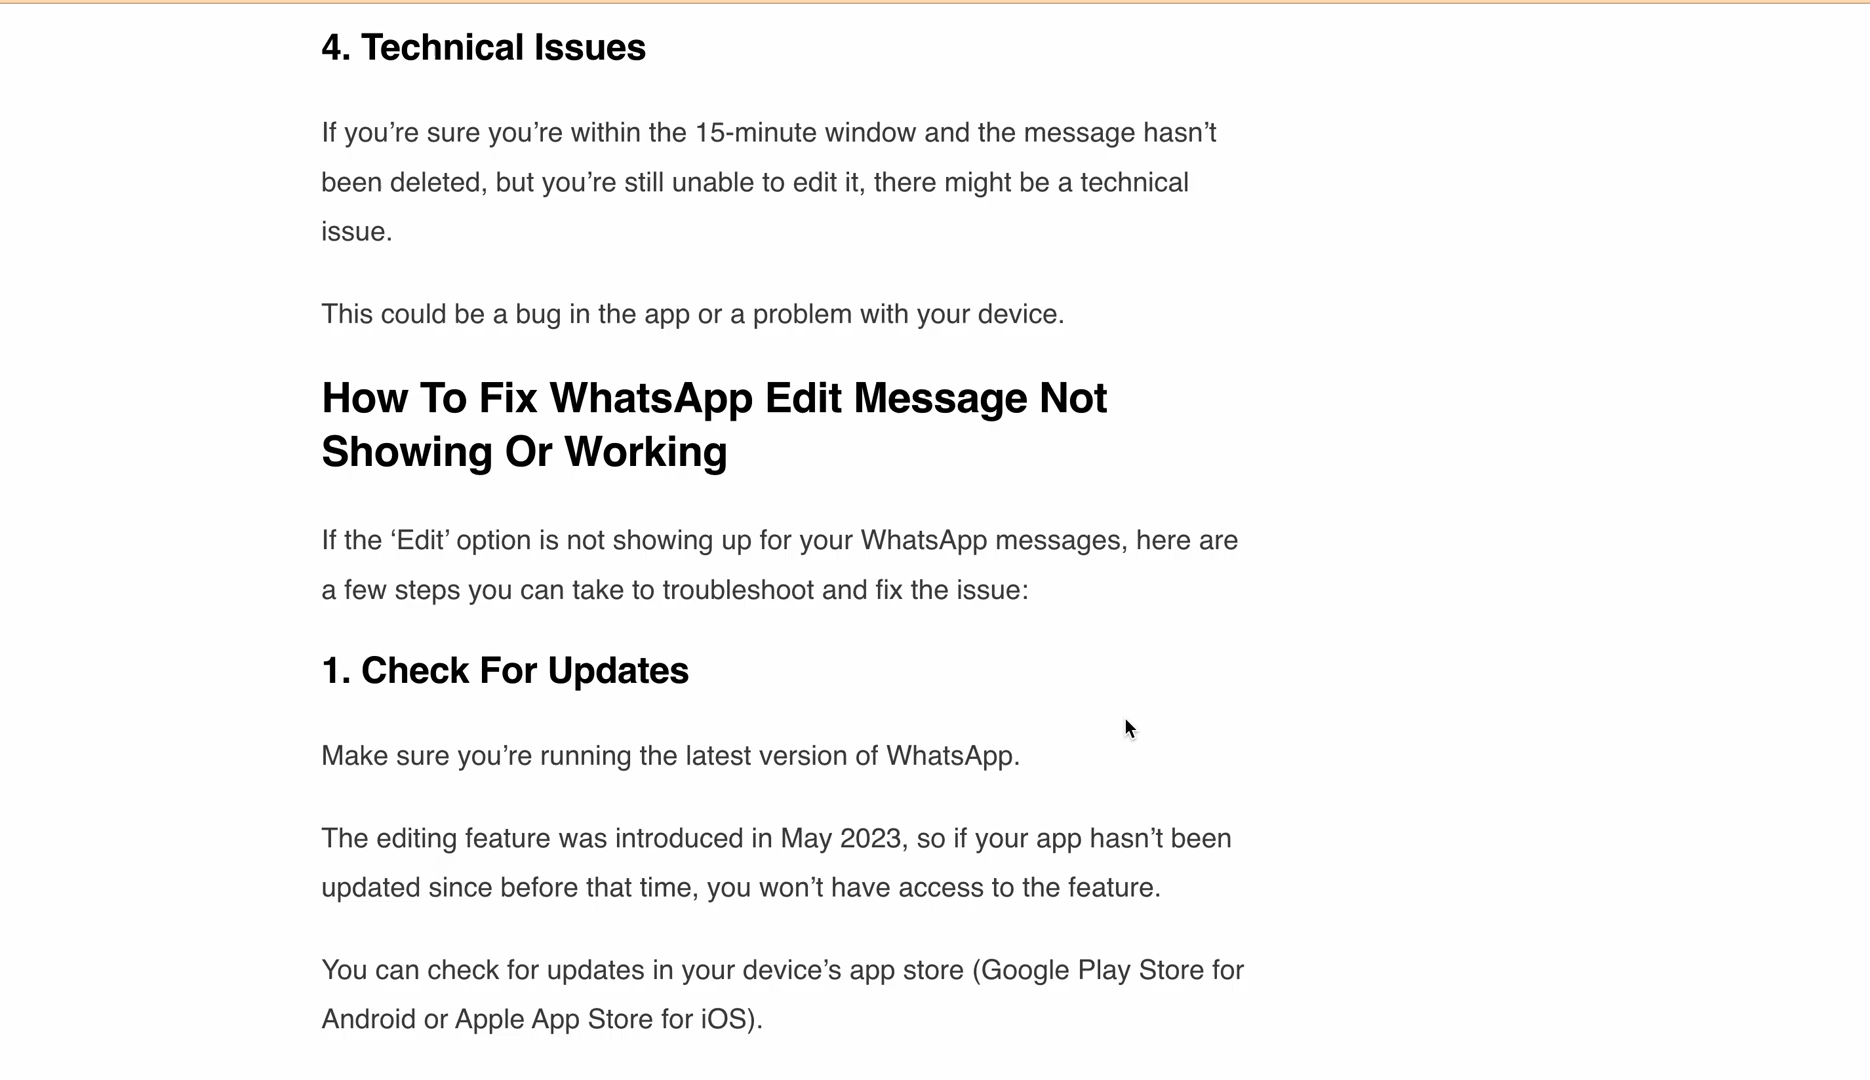 4. Technical Issues
If you’re sure you’re within the 15-minute window and the message hasn’t
been deleted, but you’re still unable to edit it, there might be a technical
issue.
This could be a bug in the app or a problem with your device.
How To Fix WhatsApp Edit Message Not
Showing Or Working
If the ‘Edit’ option is not showing up for your WhatsApp messages, here are
a few steps you can take to troubleshoot and fix the issue:
1. Check For Updates
Make sure you’re running the latest version of WhatsApp.
The editing feature was introduced in May 2023, so if your app hasn’t been
updated since before that time, you won’t have access to the feature.
You can check for updates in your device’s app store (Google Play Store for
Android or Apple App Store for iOS).